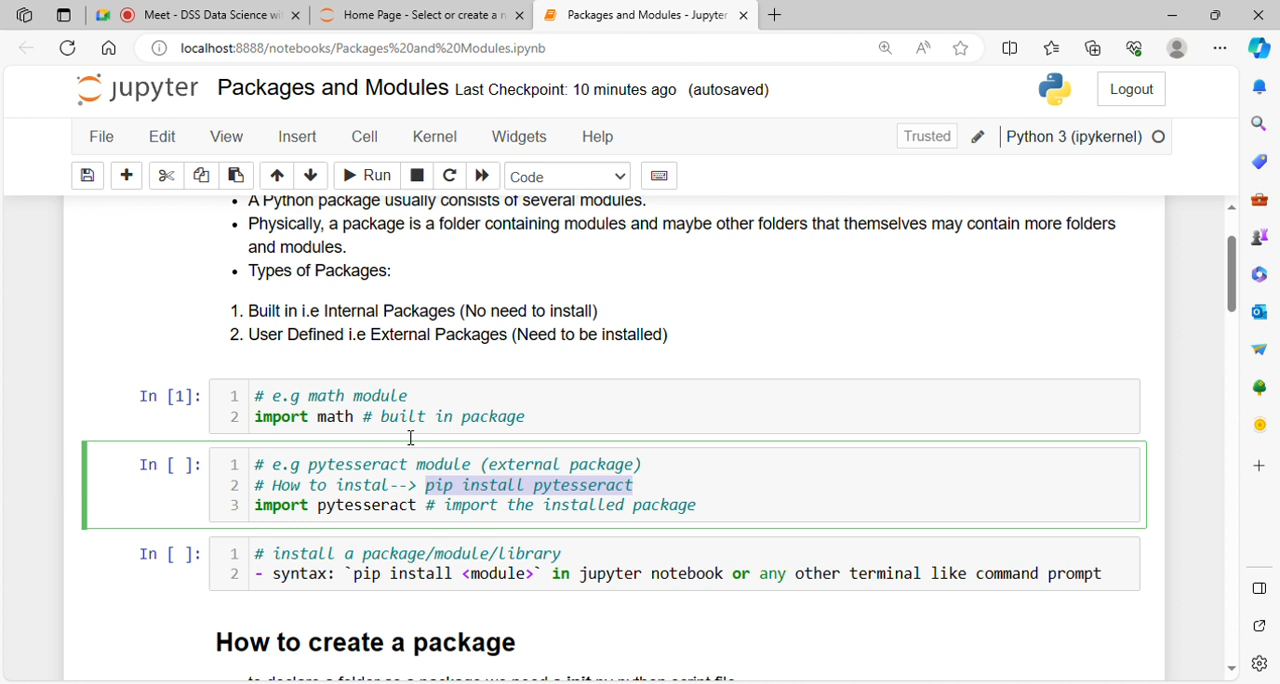 Meet - DSS Data Science wi
Home Page - Select or create a n
Packages and Modules - Jupyter
localhost:8888/notebooks/Packages%20and%20Modules.ipynb
jupyter Packages and Modules Last Checkpoint: 10 minutes ago (autosaved)
Logout
File Edit View Insert Cell Kernel Widgets Help
Trusted
Python 3 (ipykernel)
Run
Code
• A Python package usually consists of several modules.
• Physically, a package is a folder containing modules and maybe other folders that themselves may contain more folders
and modules.
• Types of Packages:
1. Built in i.e Internal Packages (No need to install)
2. User Defined i.e External Packages (Need to be installed)
In [1]: 1 # e.g math module
2 import math # built in package
In [ ]: 1 # e.g pytesseract module (external package)
2 # How to instal--> pip install pytesseract
3 import pytesseract # import the installed package
In [ ]: 1 # install a package/module/library
2 - syntax: `pip install <module>` in jupyter notebook or any other terminal like command prompt
How to create a package